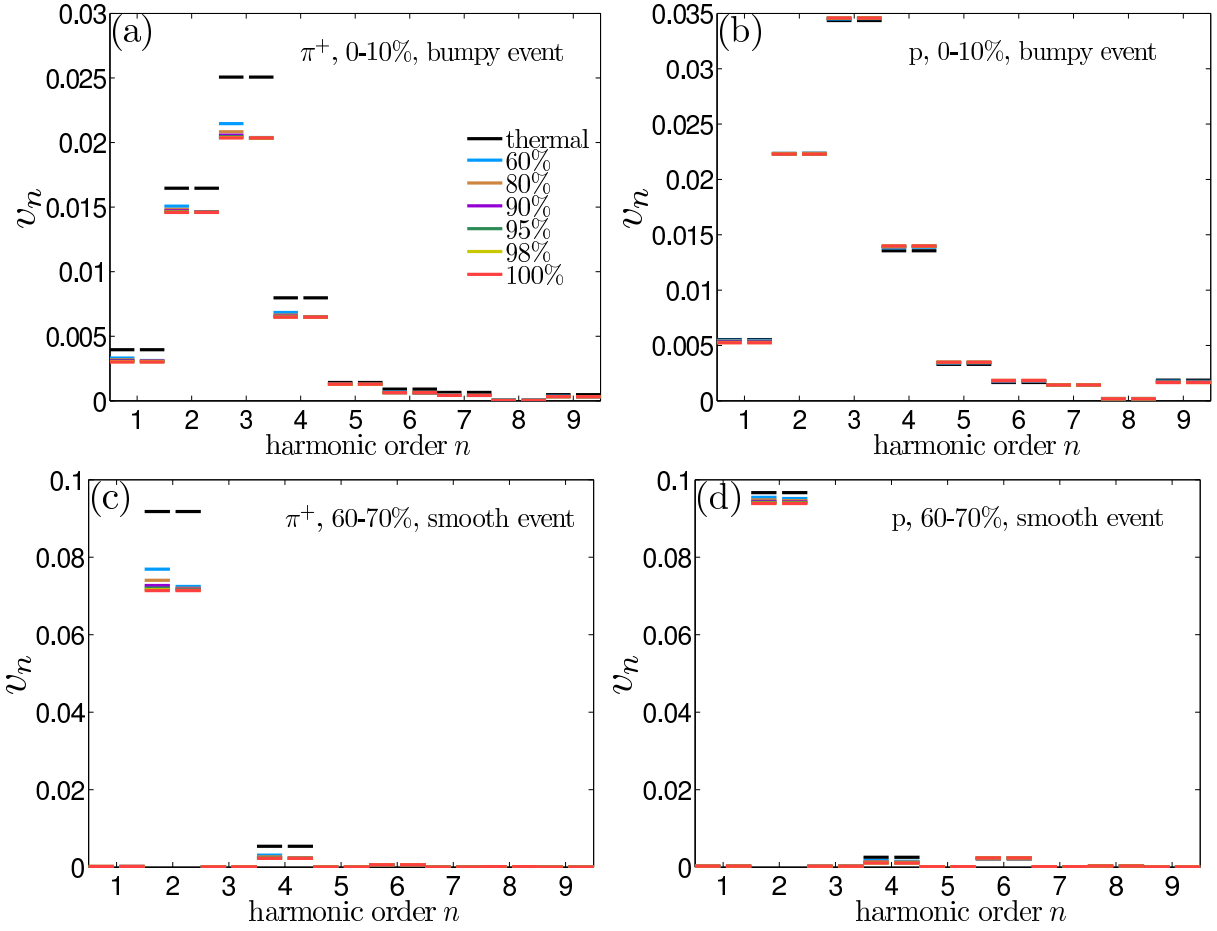 (a)
π⁺, 0-10%, bumpy event
0.03
0.025
0.02
0.015
0.01
0.005
0
vₙ
thermal
60%
80%
90%
95%
98%
100%
1 2 3 4 5 6 7 8 9
harmonic order n
(b)
p, 0-10%, bumpy event
0.035
0.03
0.025
0.02
0.015
0.01
0.005
0
vₙ
1 2 3 4 5 6 7 8 9
harmonic order n
(c)
π⁺, 60-70%, smooth event
0.1
0.08
0.06
0.04
0.02
0
vₙ
1 2 3 4 5 6 7 8 9
harmonic order n
(d)
p, 60-70%, smooth event
0.1
0.08
0.06
0.04
0.02
0
vₙ
1 2 3 4 5 6 7 8 9
harmonic order n